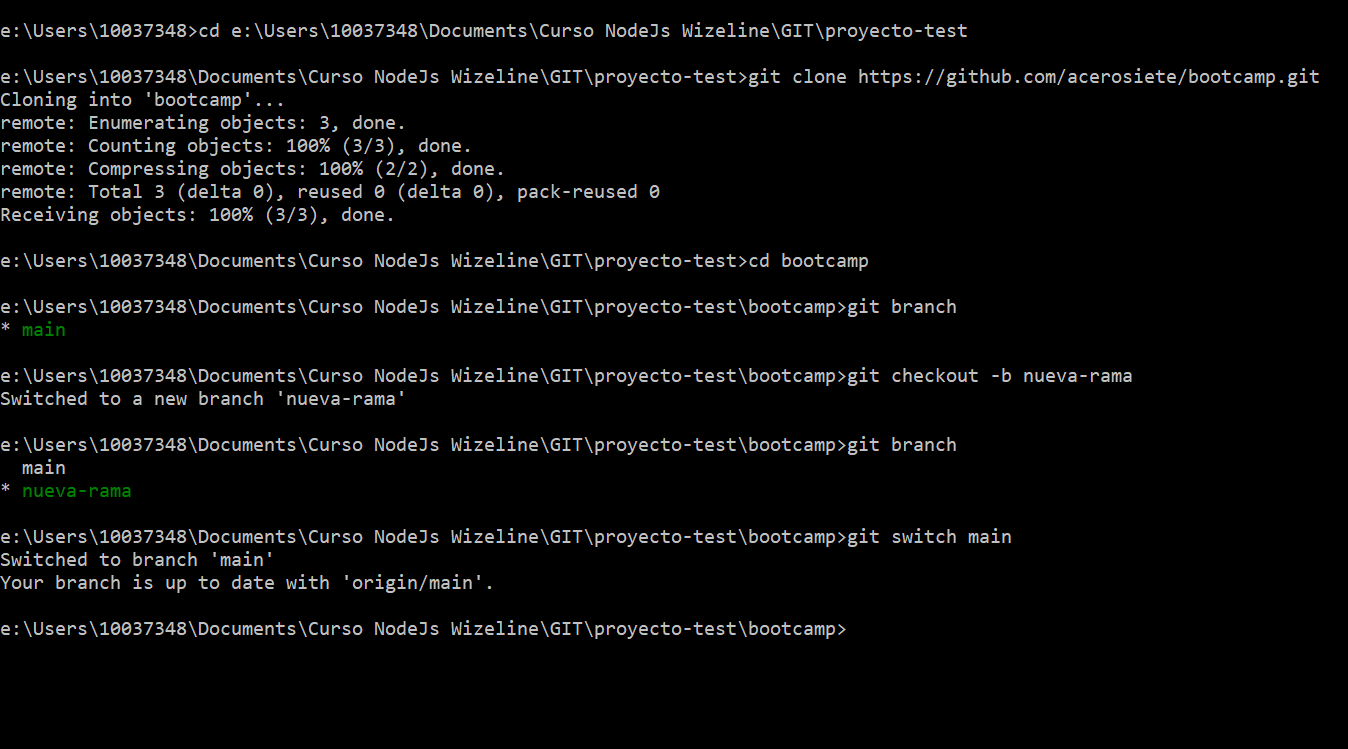 e:\Users\10037348>cd e:\Users\10037348\Documents\Curso NodeJs Wizeline\GIT\proyecto-test
e:\Users\10037348\Documents\Curso NodeJs Wizeline\GIT\proyecto-test>git clone https://github.com/acerosiete/bootcamp.git
Cloning into 'bootcamp'...
remote: Enumerating objects: 3, done.
remote: Counting objects: 100% (3/3), done.
remote: Compressing objects: 100% (2/2), done.
remote: Total 3 (delta 0), reused 0 (delta 0), pack-reused 0
Receiving objects: 100% (3/3), done.
e:\Users\10037348\Documents\Curso NodeJs Wizeline\GIT\proyecto-test>cd bootcamp
e:\Users\10037348\Documents\Curso NodeJs Wizeline\GIT\proyecto-test\bootcamp>git branch
* main
e:\Users\10037348\Documents\Curso NodeJs Wizeline\GIT\proyecto-test\bootcamp>git checkout -b nueva-rama
Switched to a new branch 'nueva-rama'
e:\Users\10037348\Documents\Curso NodeJs Wizeline\GIT\proyecto-test\bootcamp>git branch
  main
* nueva-rama
e:\Users\10037348\Documents\Curso NodeJs Wizeline\GIT\proyecto-test\bootcamp>git switch main
Switched to branch 'main'
Your branch is up to date with 'origin/main'.
e:\Users\10037348\Documents\Curso NodeJs Wizeline\GIT\proyecto-test\bootcamp>